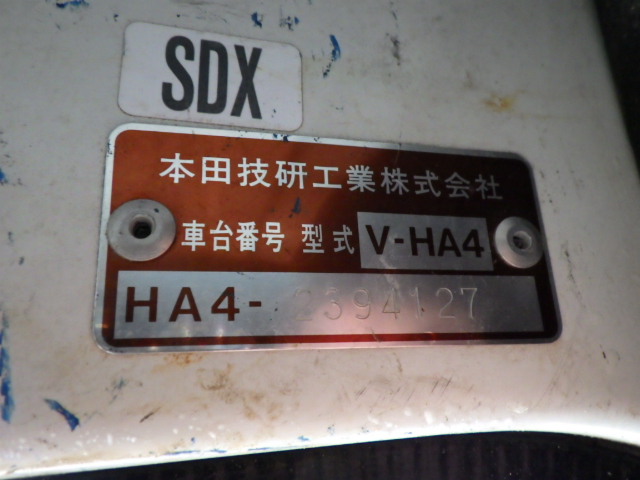 SDX
本田技研工業株式会社
車台番号 型式 V-HA4
HA4-2394127